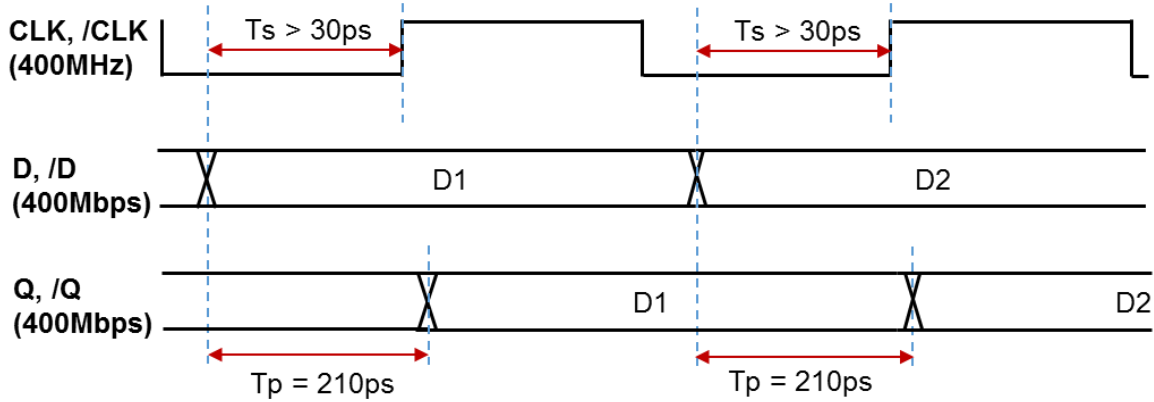 CLK, /CLK
(400MHz)
Ts > 30ps
Ts > 30ps
D, /D
(400Mbps)
D1
D2
Q, /Q
(400Mbps)
D1
D2
Tp = 210ps
Tp = 210ps